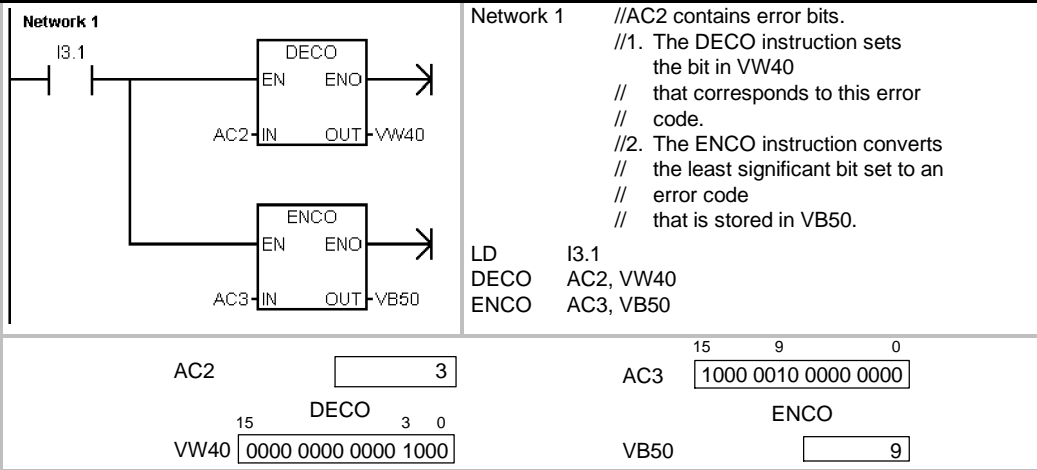 Network 1
I3.1
DECO
EN ENO
AC2 IN OUT VW40
ENCO
EN ENO
AC3 IN OUT VB50
Network 1 //AC2 contains error bits.
//1. The DECO instruction sets
the bit in VW40
// that corresponds to this error
// code.
//2. The ENCO instruction converts
// the least significant bit set to an
// error code
// that is stored in VB50.
LD I3.1
DECO AC2, VW40
ENCO AC3, VB50
AC2 3
DECO
15 3 0
VW40 0000 0000 0000 1000
15 9 0
AC3 1000 0010 0000 0000
ENCO
VB50 9